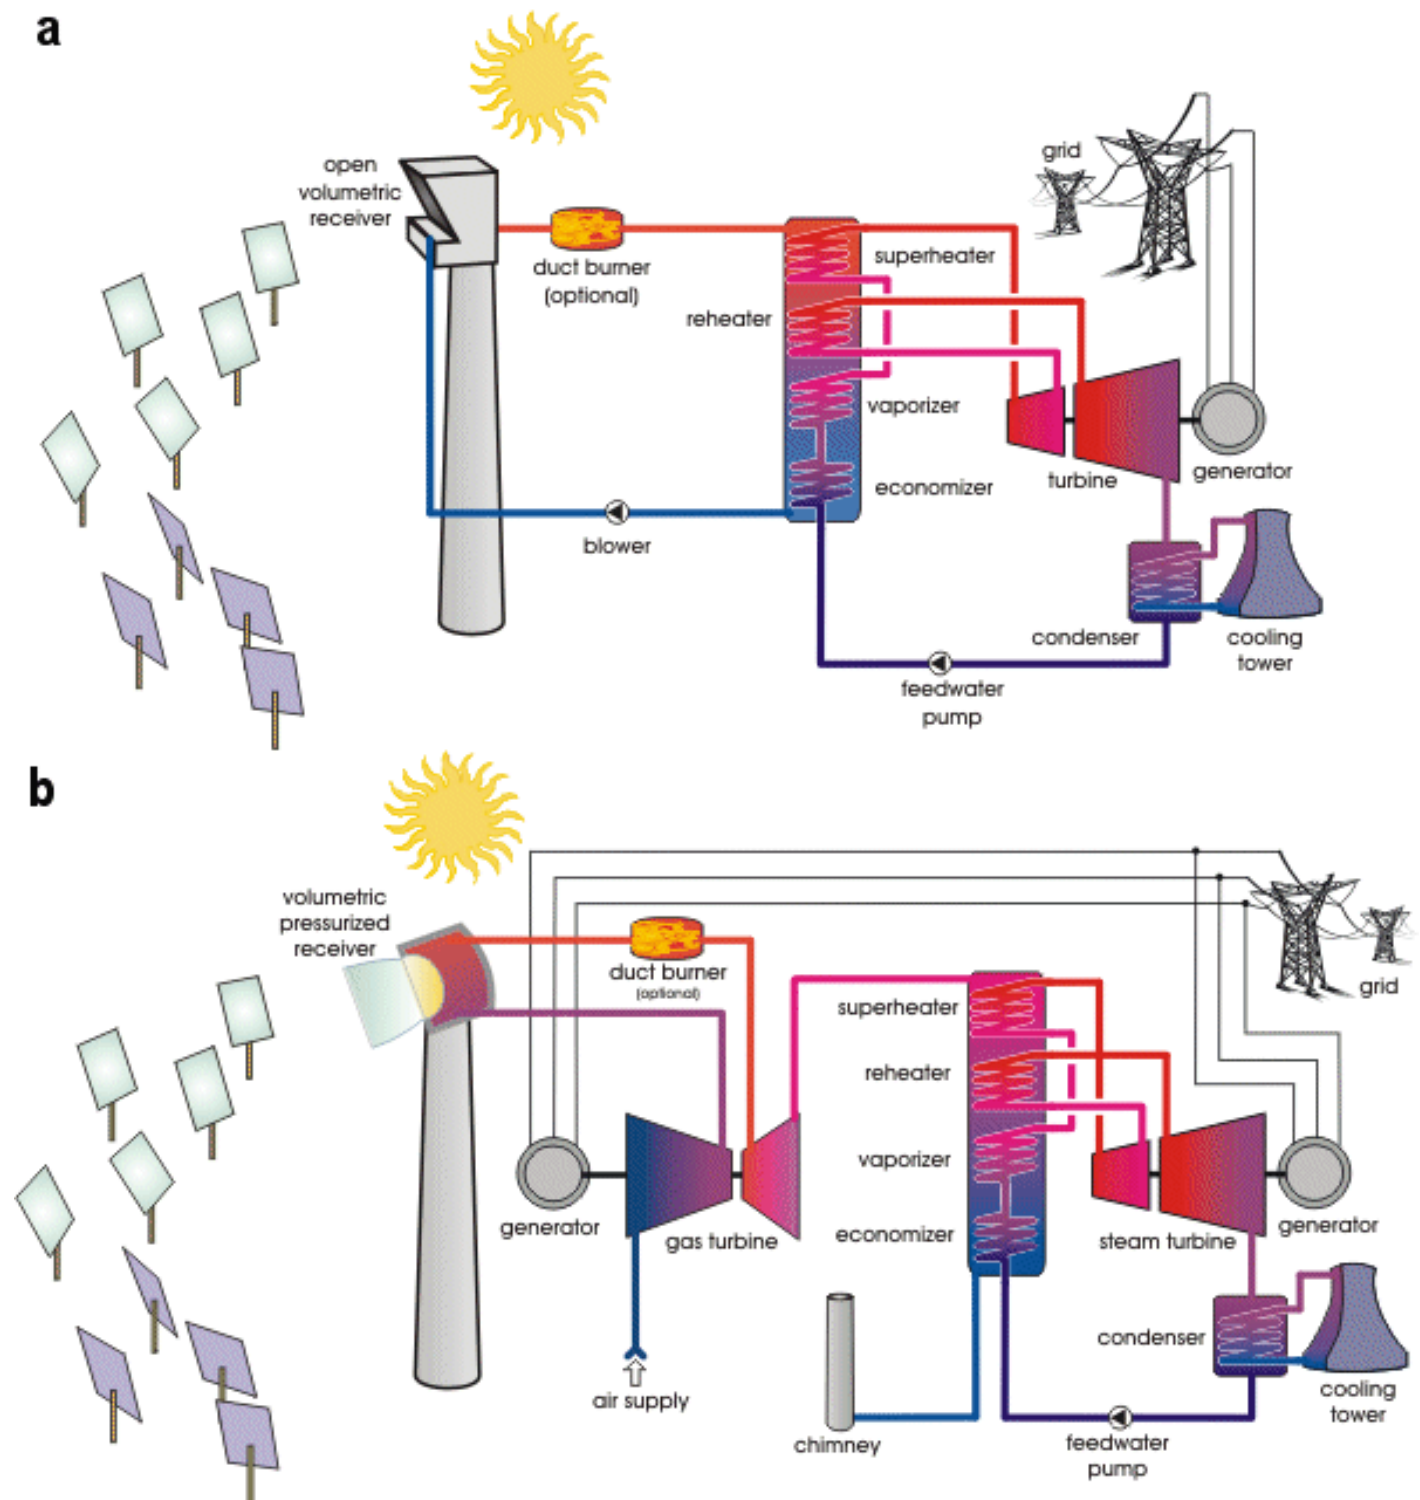 a
open
volumetric
receiver
duct burner
(optional)
grid
superheater
reheater
vaporizer
economizer
turbine
generator
blower
condenser
cooling
tower
feedwater
pump
b
volumetric
pressurized
receiver
duct burner
(optional)
grid
superheater
reheater
vaporizer
economizer
generator
gas turbine
steam turbine
generator
air supply
chimney
condenser
cooling
tower
feedwater
pump